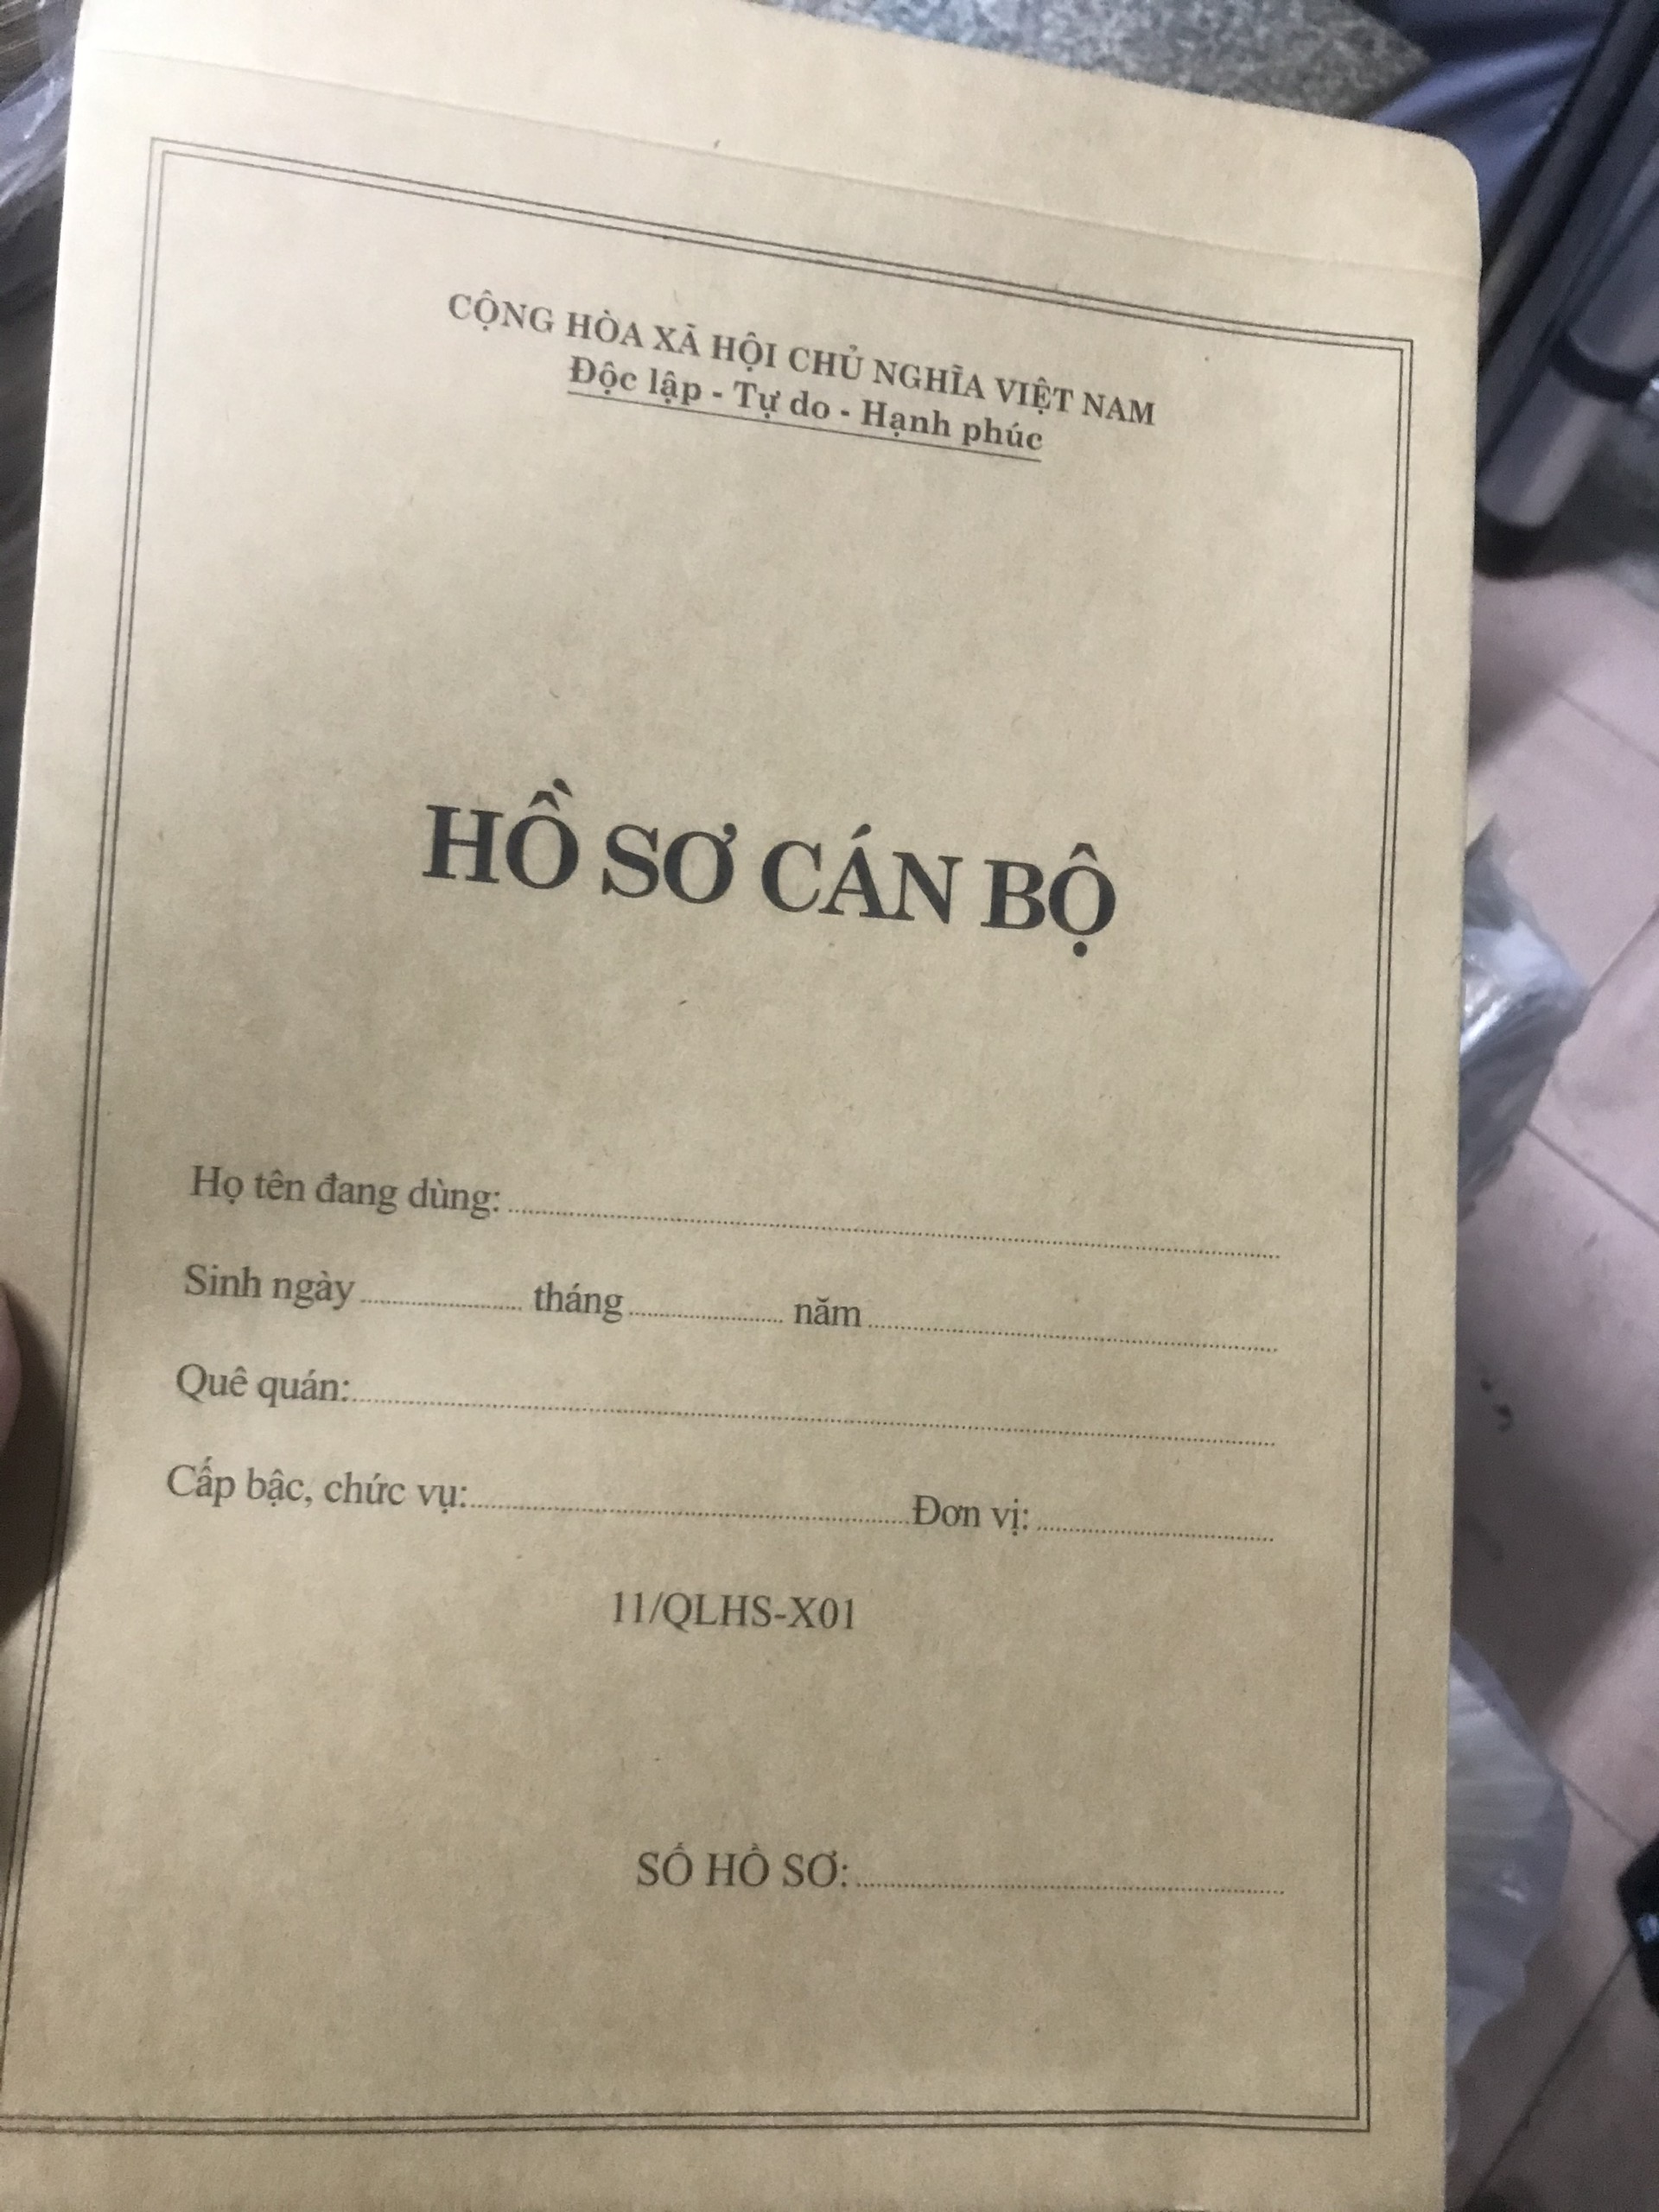 CỘNG HÒA XÃ HỘI CHỦ NGHĨA VIỆT NAM
Độc lập - Tự do - Hạnh phúc
HỒ SƠ CÁN BỘ
Họ tên đang dùng:
Sinh ngày tháng năm
Quê quán:
Cấp bậc, chức vụ: Đơn vị:
11/QLHS-X01
SỐ HỒ SƠ: